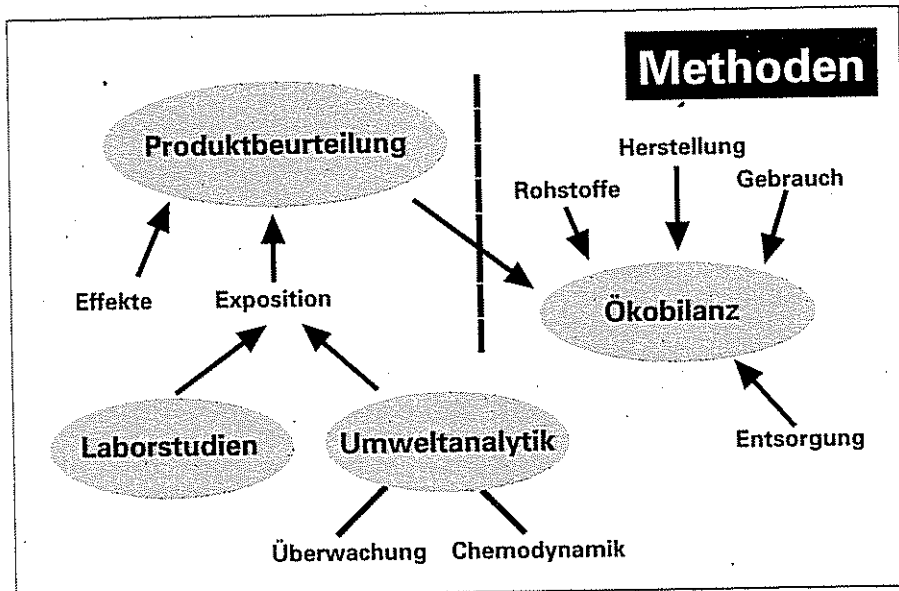 Methoden
Produktbeurteilung
Herstellung
Rohstoffe
Gebrauch
Effekte
Exposition
Ökobilanz
Laborstudien
Umweltanalytik
Entsorgung
Überwachung
Chemodynamik